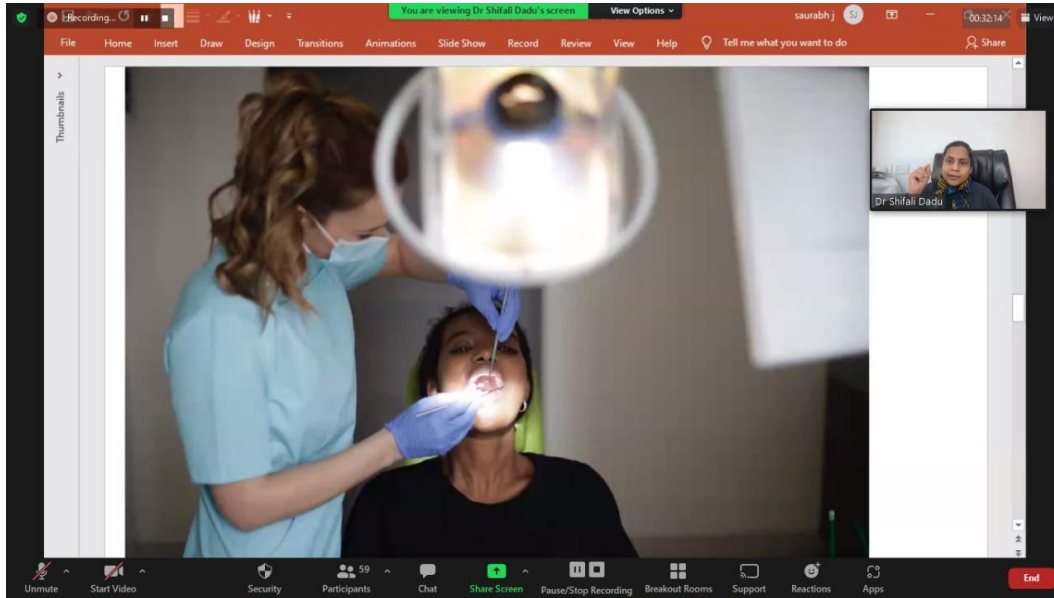 Recording...
You are viewing Dr Shifali Dadu's screen View Options
saurabh j SJ
00:32:14 View
File Home Insert Draw Design Transitions Animations Slide Show Record Review View Help Tell me what you want to do Share
Thumbnails
Dr Shifali Dadu
Unmute Start Video Security Participants 59 Chat Share Screen Pause/Stop Recording Breakout Rooms Support Reactions Apps End